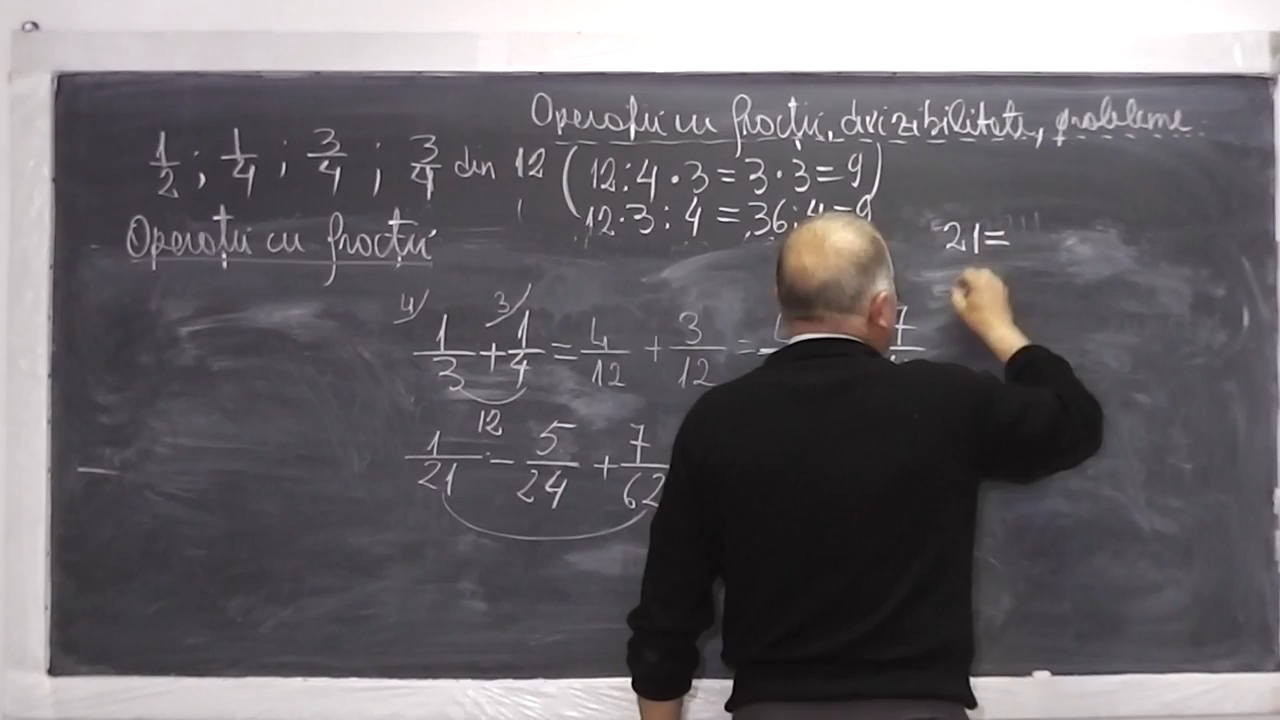 Operații cu fracții, divizibilitate, probleme
1/2 ; 1/4 ; 3/4 ; 3/4 din 12 (12:4·3=3·3=9)
12·3:4=36:4=9
Operații cu fracții
21=
4/ 3/
1/3+1/4=4/12+3/12= 7
12
1/21-5/24+7/62